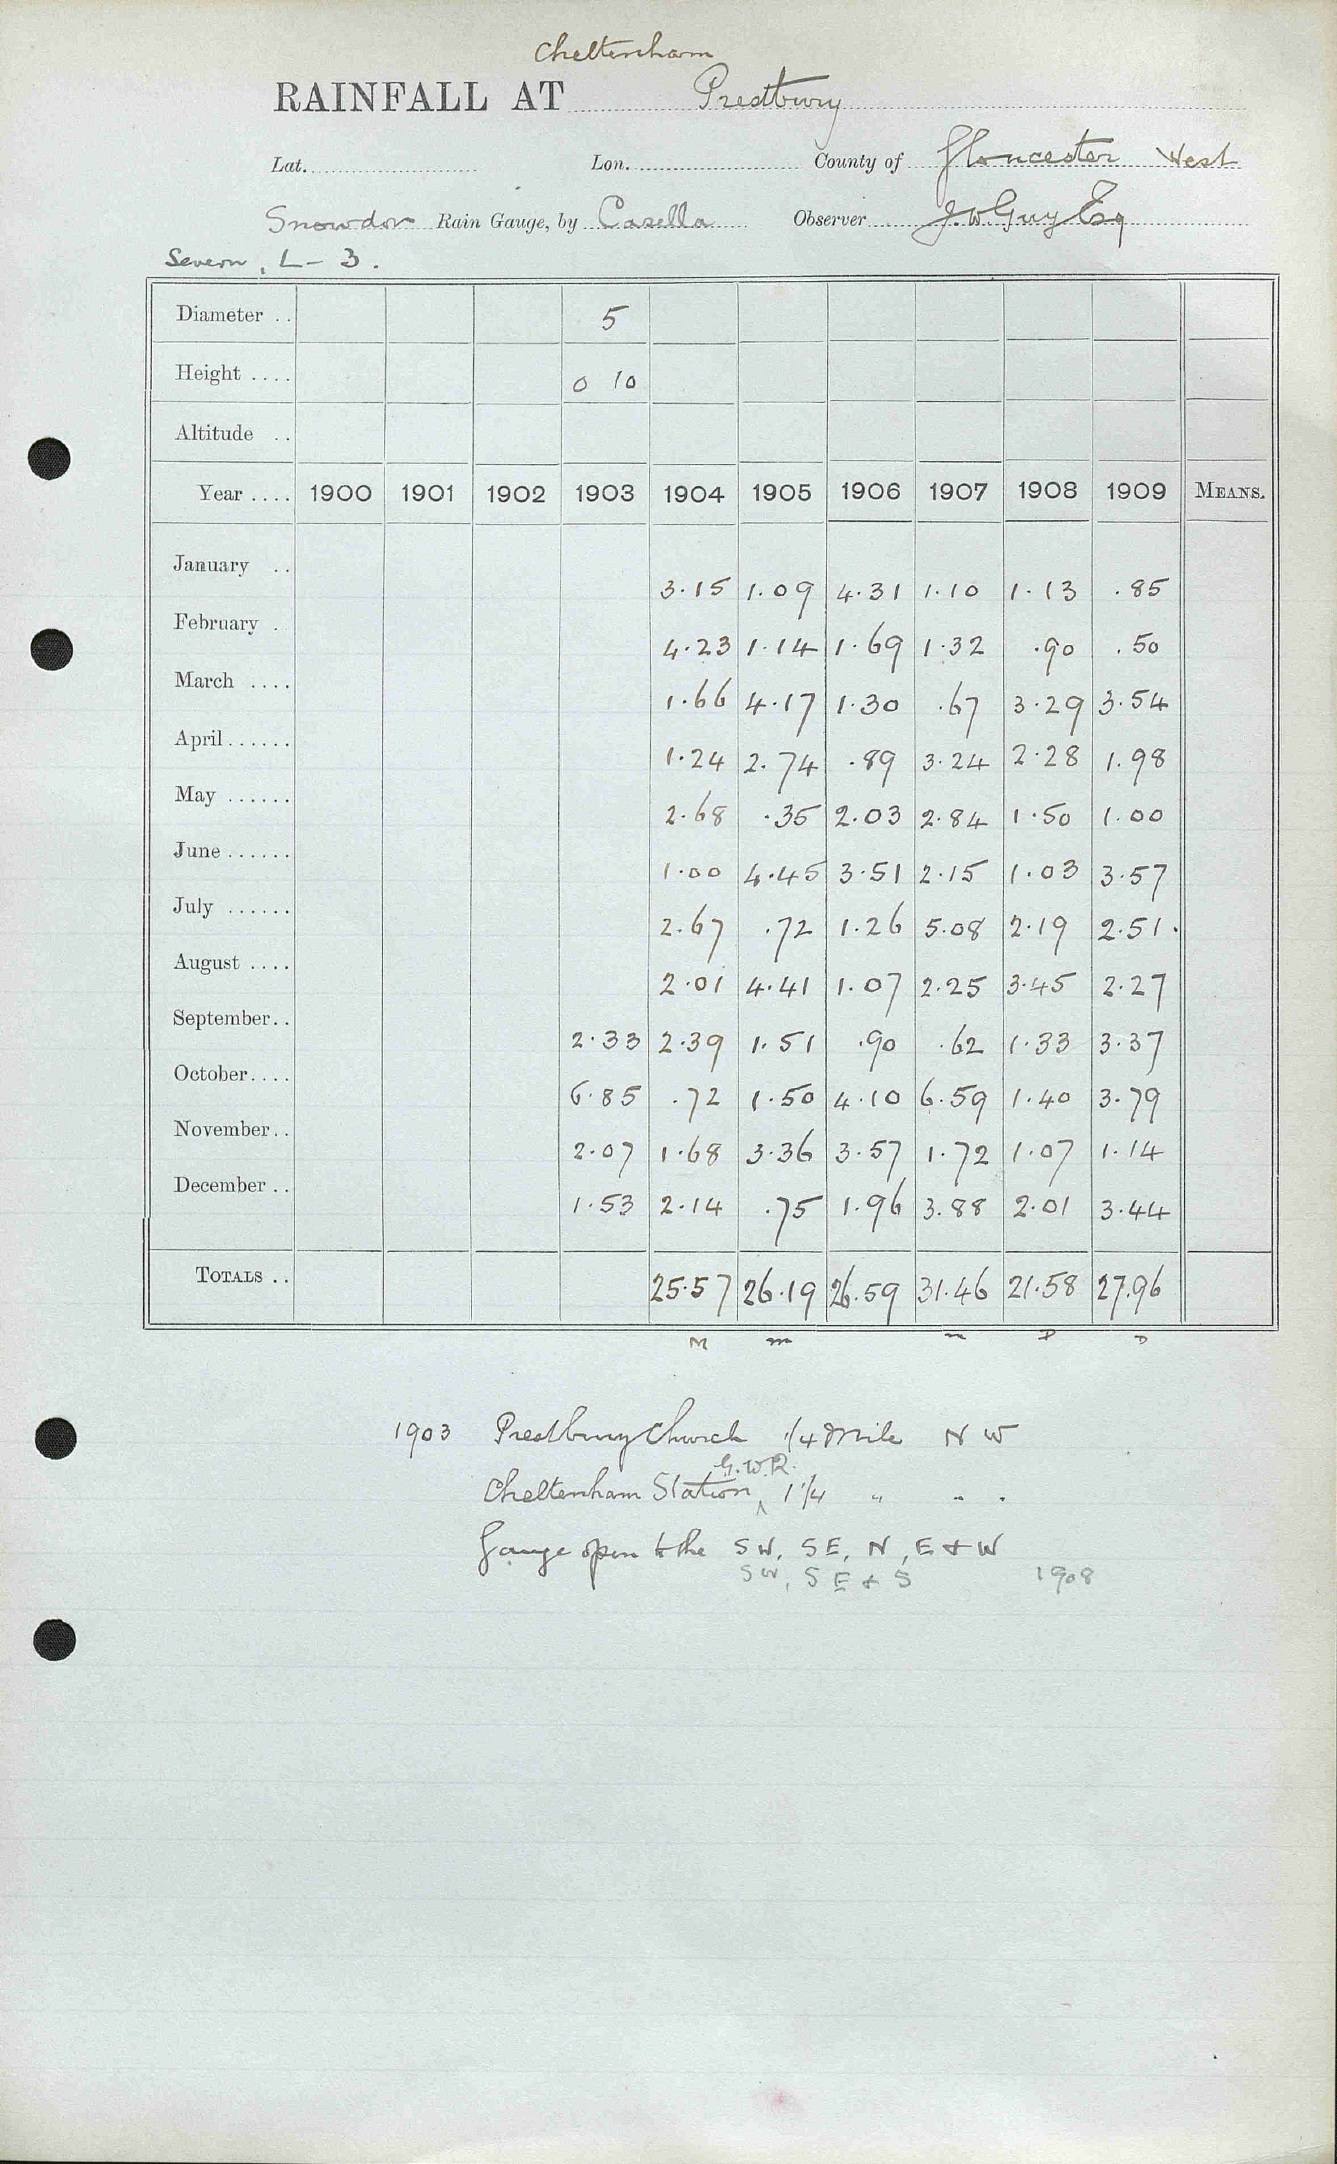 Cheltenham
RAINFALL AT Prestbury
Lat. Lon. County of Gloucester West
Snowdon Rain Gauge, by Casella Observer J. W. Guy Esq
Severn, L - 3.
Diameter .. 5
Height .... 0 10
Altitude ..
Year .... 1900 1901 1902 1903 1904 1905 1906 1907 1908 1909 MEANS.
January .. 3.15 1.09 4.31 1.10 1.13 .85
February . 4.23 1.14 1.69 1.32 .90 .50
March .... 1.66 4.17 1.30 .67 3.29 3.54
April...... 1.24 2.74 .89 3.24 2.28 1.98
May ...... 2.68 .35 2.03 2.84 1.50 1.00
June ...... 1.00 4.45 3.51 2.15 1.03 3.57
July ...... 2.67 .72 1.26 5.08 2.19 2.51.
August .... 2.01 4.41 1.07 2.25 3.45 2.27
September.. 2.33 2.39 1.51 .90 .62 1.33 3.37
October.... 6.85 .72 1.50 4.10 6.59 1.40 3.79
November.. 2.07 1.68 3.36 3.57 1.72 1.07 1.14
December .. 1.53 2.14 .75 1.96 3.88 2.01 3.44
TOTALS .. 25.57 26.19 26.59 31.46 21.58 27.96
M m n P D
1903 Prestbury Church 1/4 Mile N W
G.W.R.
Cheltenham Station ^ 1 1/4 " " "
Gauge open to the SW, SE, N, E & W
SW, SE & S 1908